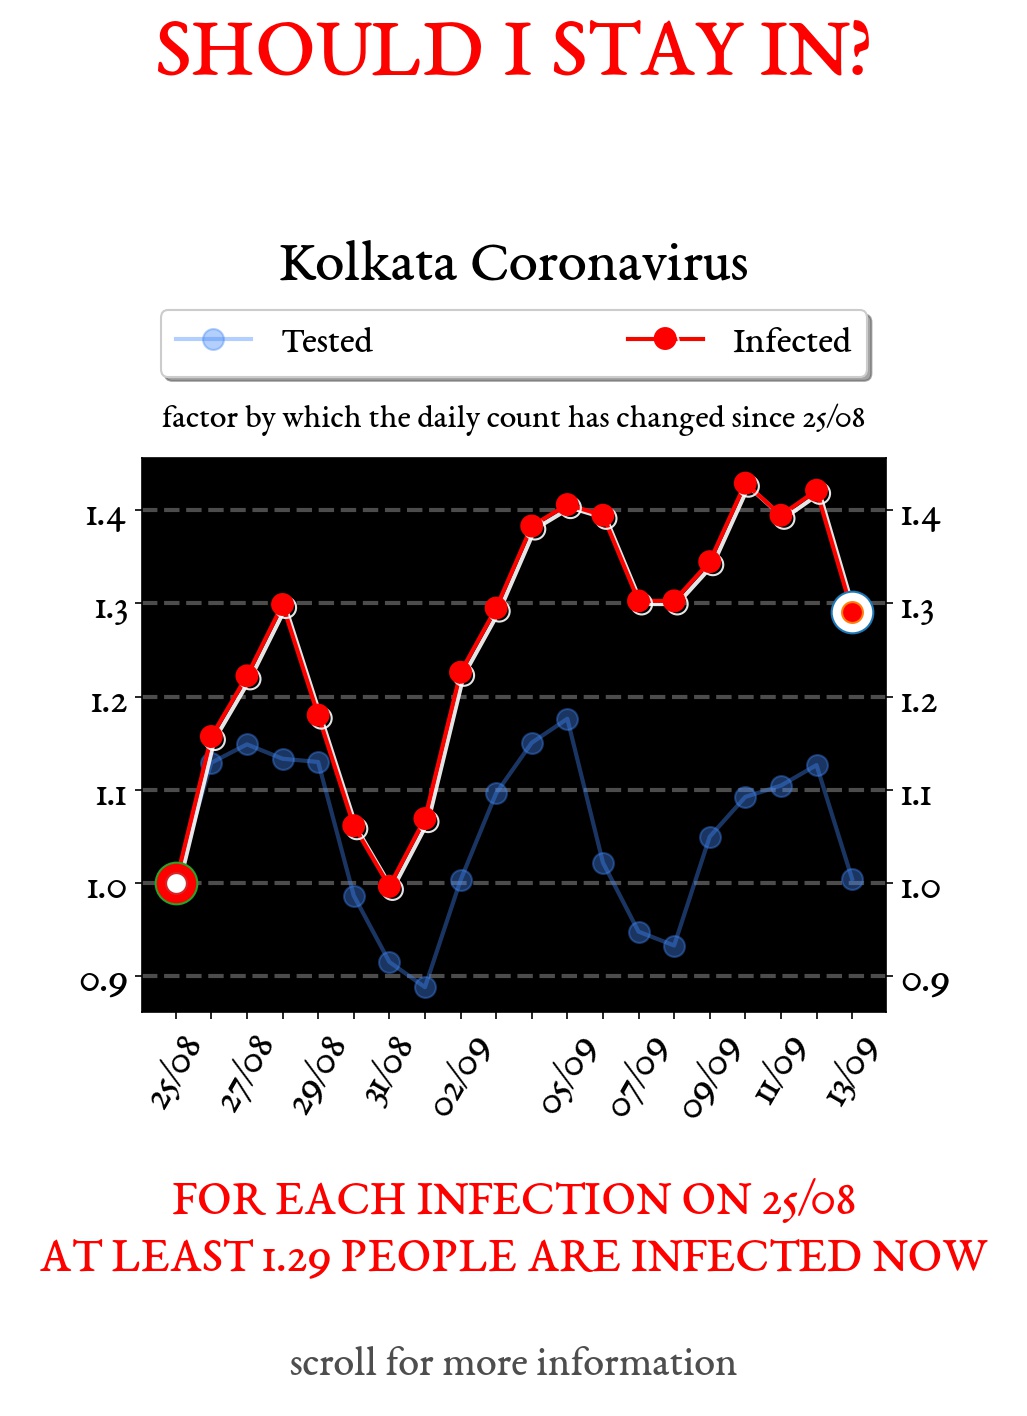 SHOULD I STAY IN?
Kolkata Coronavirus
Tested Infected
factor by which the daily count has changed since 25/08
1.4 1.4
1.3 1.3
1.2 1.2
1.1 1.1
1.0 1.0
0.9 0.9
25/08 27/08 29/08 31/08 02/09 05/09 07/09 09/09 11/09 13/09
FOR EACH INFECTION ON 25/08
AT LEAST 1.29 PEOPLE ARE INFECTED NOW
scroll for more information